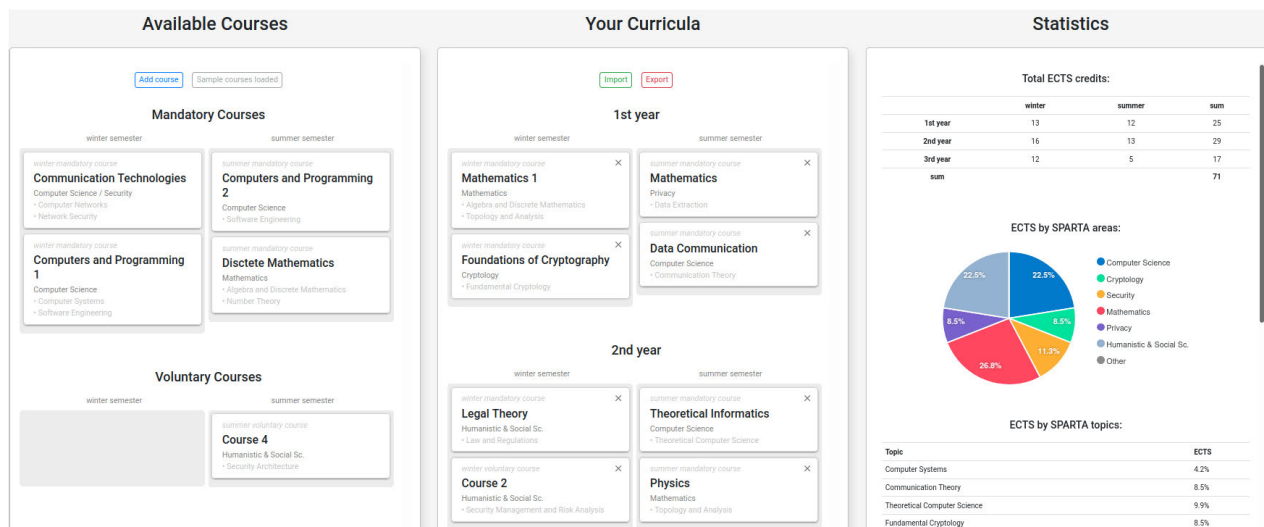 Available Courses
Add course
Sample courses loaded
Mandatory Courses
winter semester
summer semester
winter mandatory course
Communication Technologies
Computer Science / Security
• Computer Networks
• Network Security
winter mandatory course
Computers and Programming
1
Computer Science
• Computer Systems
• Software Engineering
summer mandatory course
Computers and Programming
2
Computer Science
• Software Engineering
summer mandatory course
Disctete Mathematics
Mathematics
• Algebra and Discrete Mathematics
• Number Theory
Voluntary Courses
winter semester
summer semester
summer voluntary course
Course 4
Humanistic & Social Sc.
• Security Architecture
Your Curricula
Import
Export
1st year
winter semester
summer semester
winter mandatory course
Mathematics 1
Mathematics
• Algebra and Discrete Mathematics
• Topology and Analysis
winter mandatory course
Foundations of Cryptography
Cryptology
• Fundamental Cryptology
summer mandatory course
Mathematics
Privacy
• Data Extraction
summer mandatory course
Data Communication
Computer Science
• Communication Theory
2nd year
winter semester
summer semester
winter mandatory course
Legal Theory
Humanistic & Social Sc.
• Law and Regulations
winter voluntary course
Course 2
Humanistic & Social Sc.
• Security Management and Risk Analysis
summer mandatory course
Theoretical Informatics
Computer Science
• Theoretical Computer Science
summer mandatory course
Physics
Mathematics
• Topology and Analysis
Statistics
Total ECTS credits:
winter summer sum
1st year 13 12 25
2nd year 16 13 29
3rd year 12 5 17
sum 71
ECTS by SPARTA areas:
22.5%
22.5%
8.5%
8.5%
11.3%
26.8%
Computer Science
Cryptology
Security
Mathematics
Privacy
Humanistic & Social Sc.
Other
ECTS by SPARTA topics:
Topic ECTS
Computer Systems 4.2%
Communication Theory 8.5%
Theoretical Computer Science 9.9%
Fundamental Cryptology 8.5%